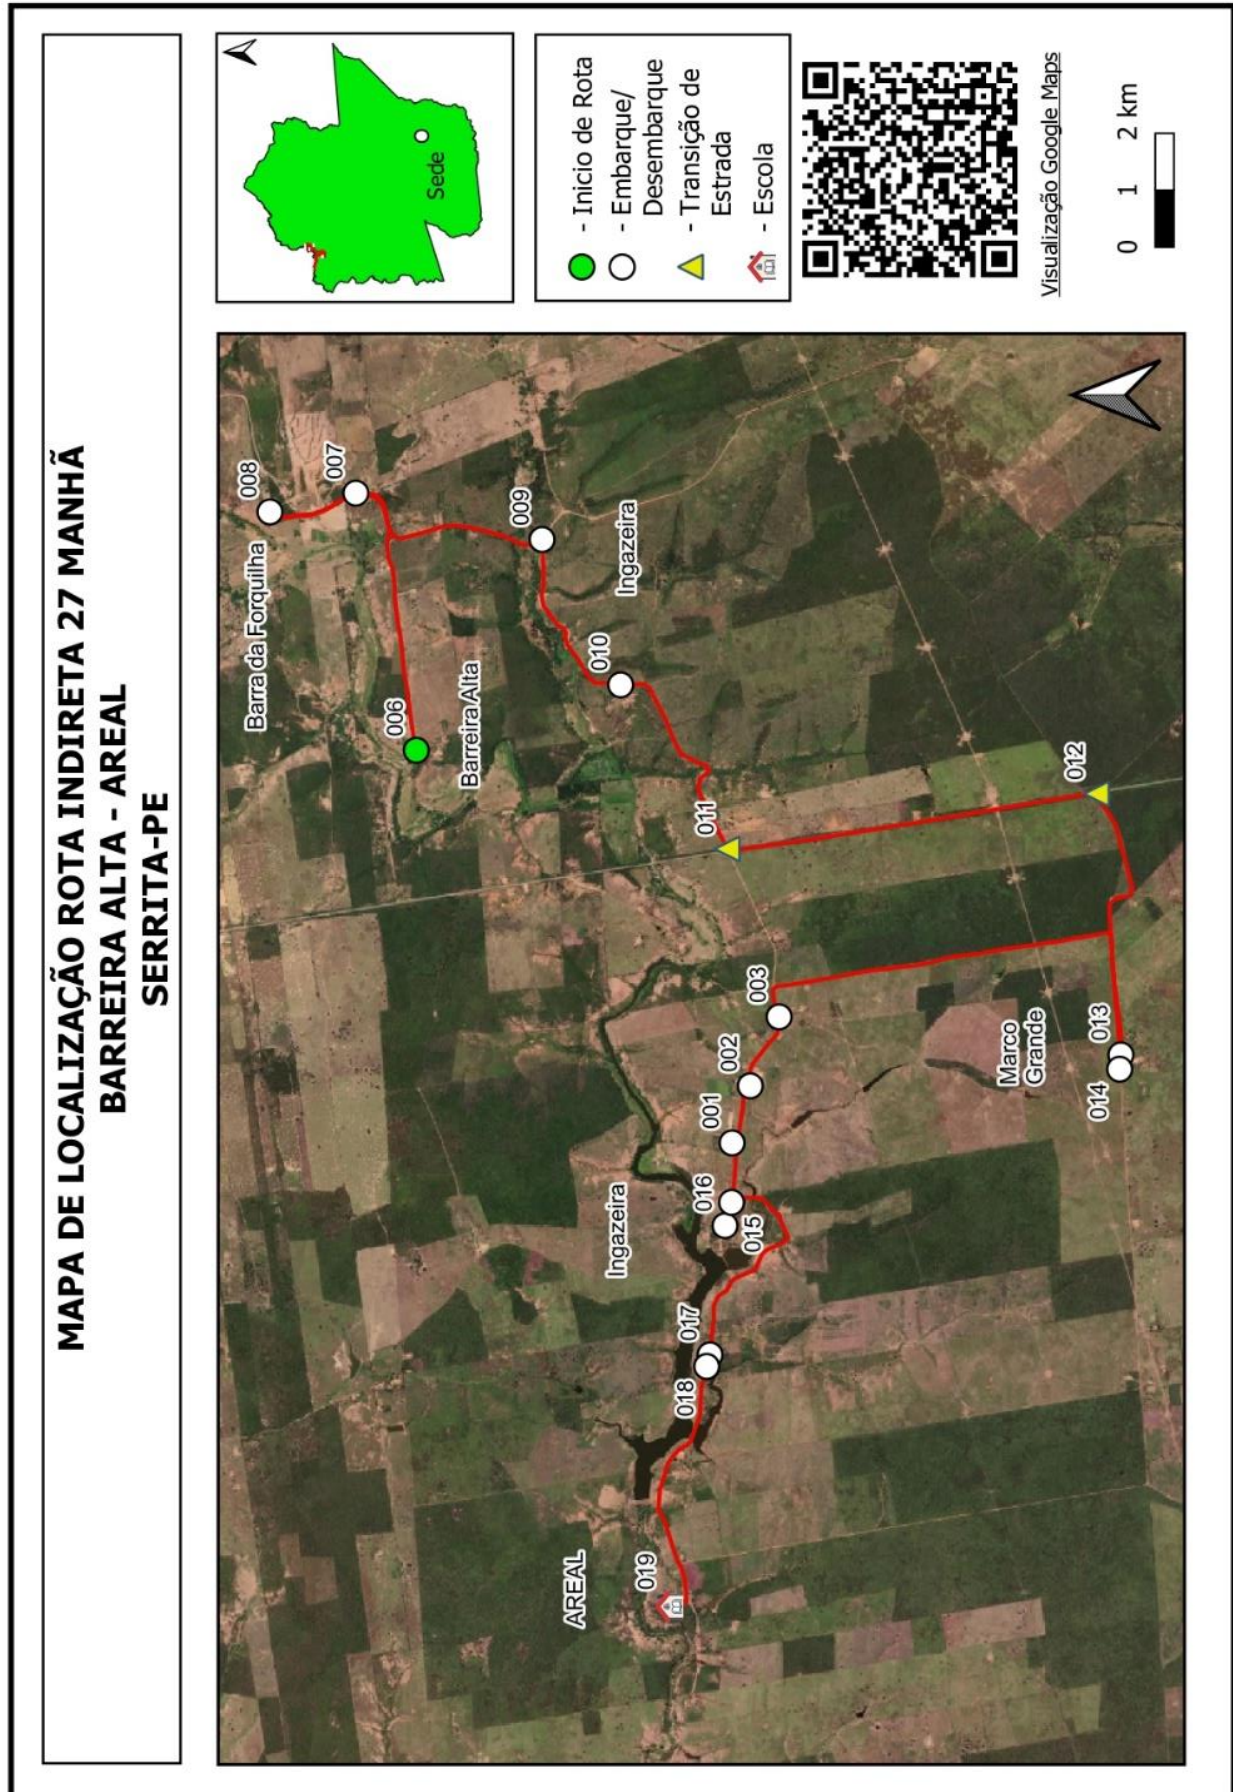 MAPA DE LOCALIZAÇÃO ROTA INDIRETA 27 MANHÃ
BARREIRA ALTA - AREAL
SERRITA-PE
Sede
- Inicio de Rota
- Embarque/
Desembarque
- Transição de
Estrada
- Escola
Visualização Google Maps
0 1 2 km
008
Barra da Forquilha
007
006
Barreira Alta
009
Ingazeira
010
011
012
003
002
001
016
015
Ingazeira
Marco
Grande
013
014
017
018
019
AREAL